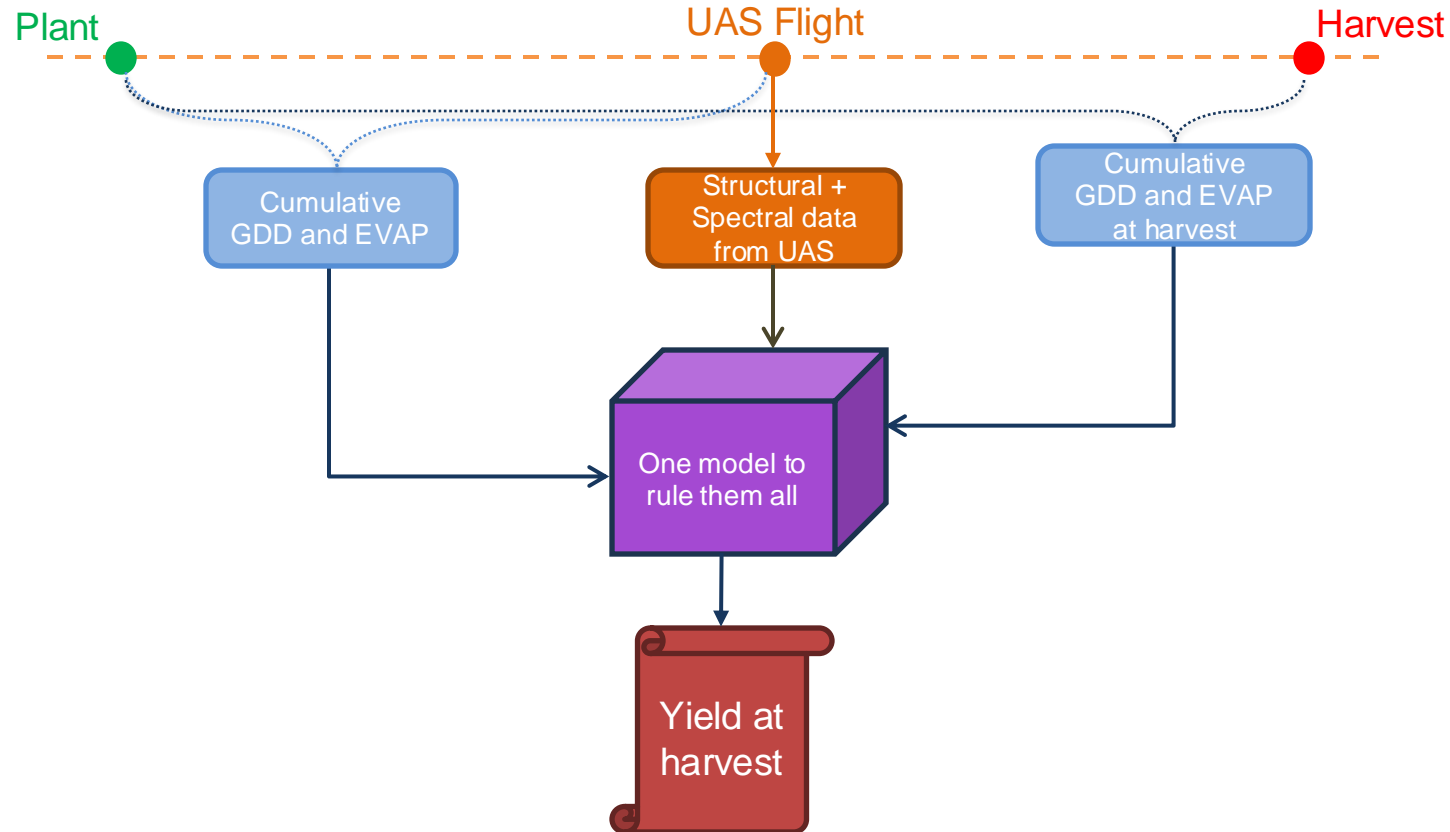 Plant
UAS Flight
Harvest
Cumulative
GDD and EVAP
Structural +
Spectral data
from UAS
Cumulative
GDD and EVAP
at harvest
One model to
rule them all
Yield at
harvest